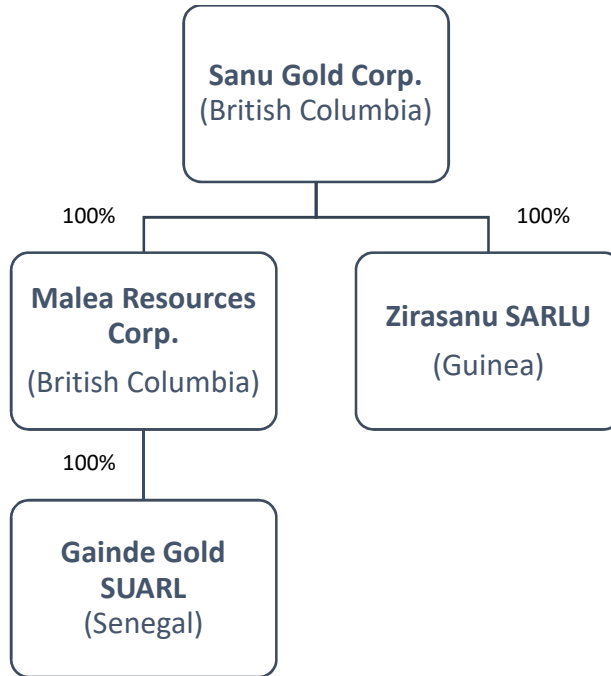 Sanu Gold Corp.
(British Columbia)
100%
100%
Malea Resources
Corp.
(British Columbia)
Zirasanu SARLU
(Guinea)
100%
Gainde Gold
SUARL
(Senegal)